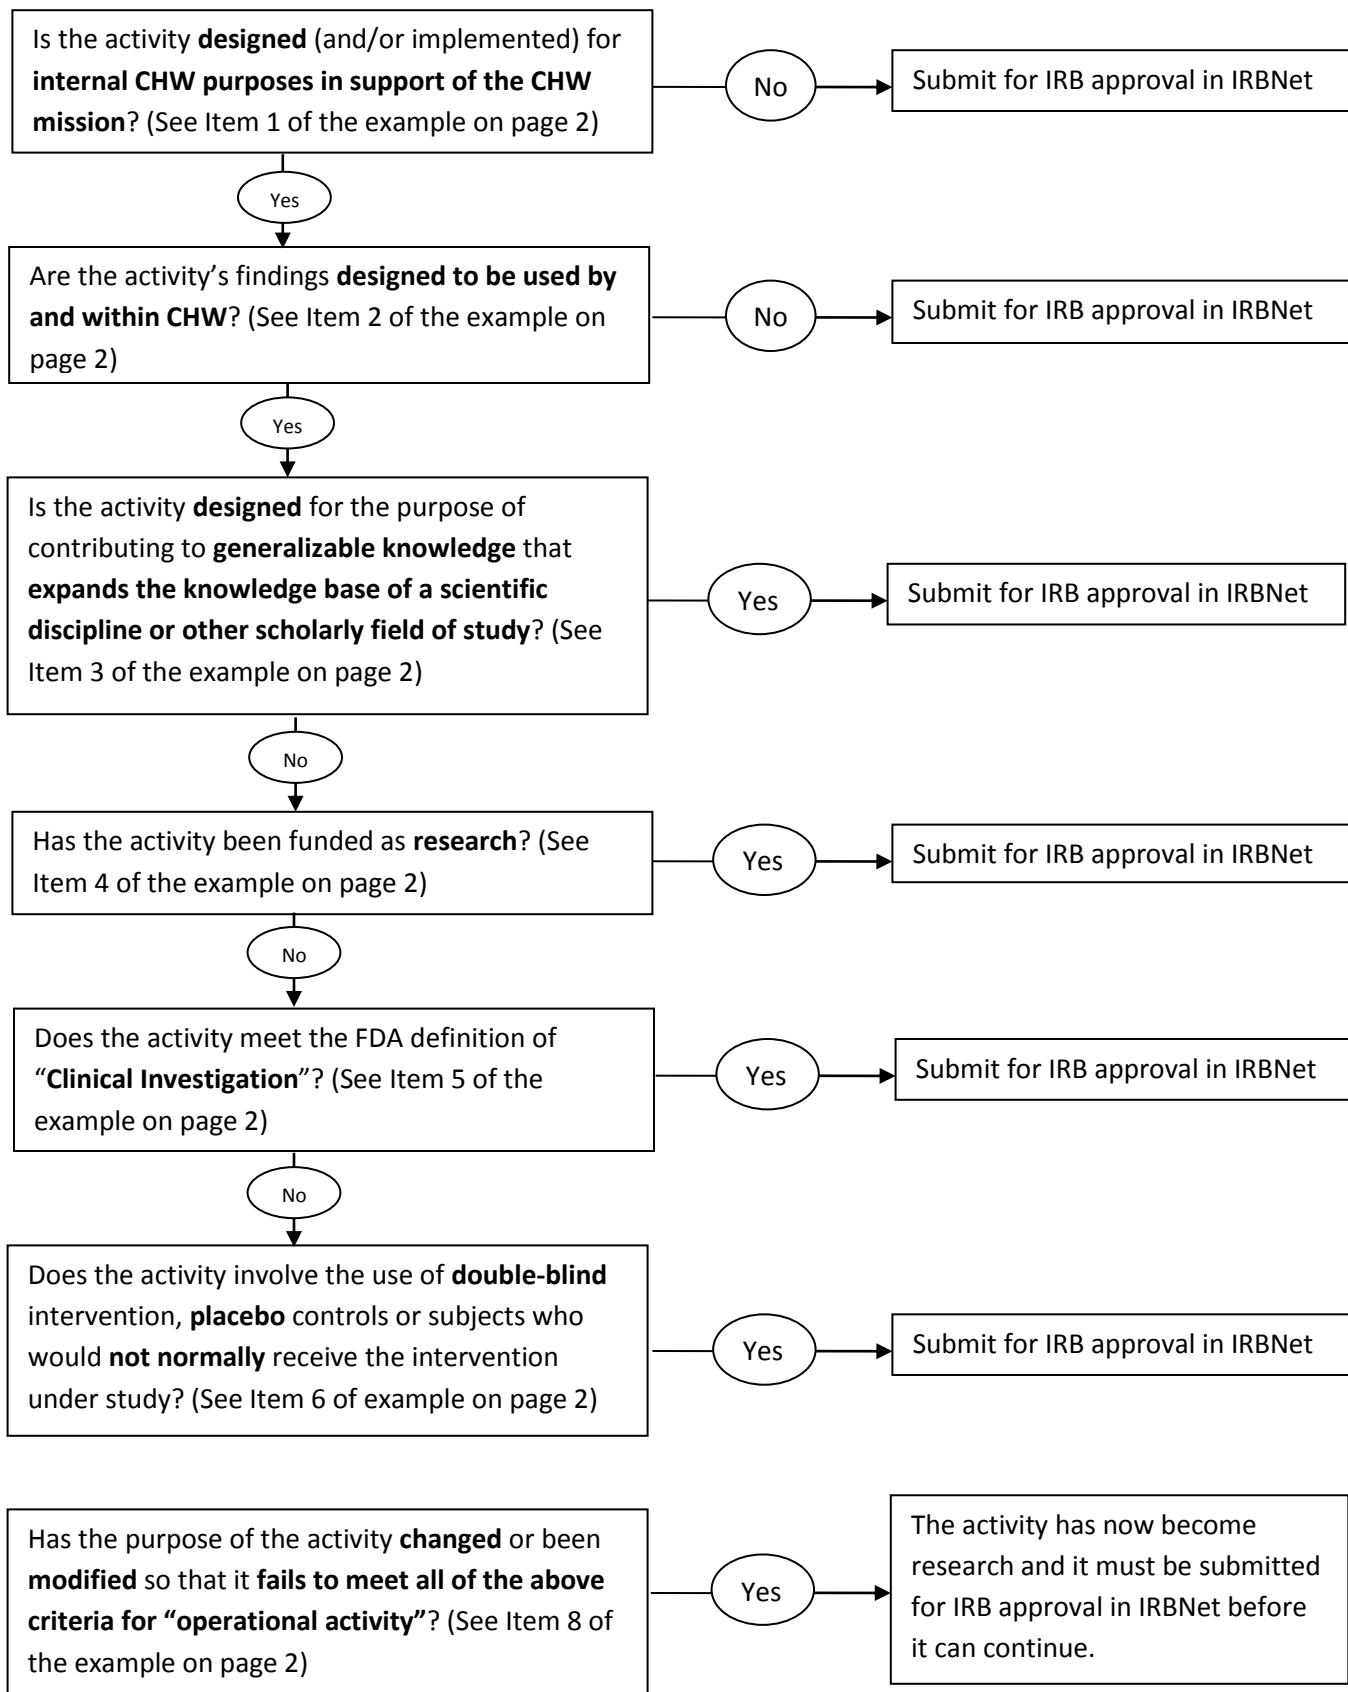 Is the activity designed (and/or implemented) for
internal CHW purposes in support of the CHW
mission? (See Item 1 of the example on page 2)
No
Submit for IRB approval in IRBNet
Yes
Are the activity’s findings designed to be used by
and within CHW? (See Item 2 of the example on
page 2)
No
Submit for IRB approval in IRBNet
Yes
Is the activity designed for the purpose of
contributing to generalizable knowledge that
expands the knowledge base of a scientific
discipline or other scholarly field of study? (See
Item 3 of the example on page 2)
Yes
Submit for IRB approval in IRBNet
No
Has the activity been funded as research? (See
Item 4 of the example on page 2)
Yes
Submit for IRB approval in IRBNet
No
Does the activity meet the FDA definition of
“Clinical Investigation”? (See Item 5 of the
example on page 2)
Yes
Submit for IRB approval in IRBNet
No
Does the activity involve the use of double-blind
intervention, placebo controls or subjects who
would not normally receive the intervention
under study? (See Item 6 of example on page 2)
Yes
Submit for IRB approval in IRBNet
Has the purpose of the activity changed or been
modified so that it fails to meet all of the above
criteria for “operational activity”? (See Item 8 of
the example on page 2)
Yes
The activity has now become
research and it must be submitted
for IRB approval in IRBNet before
it can continue.